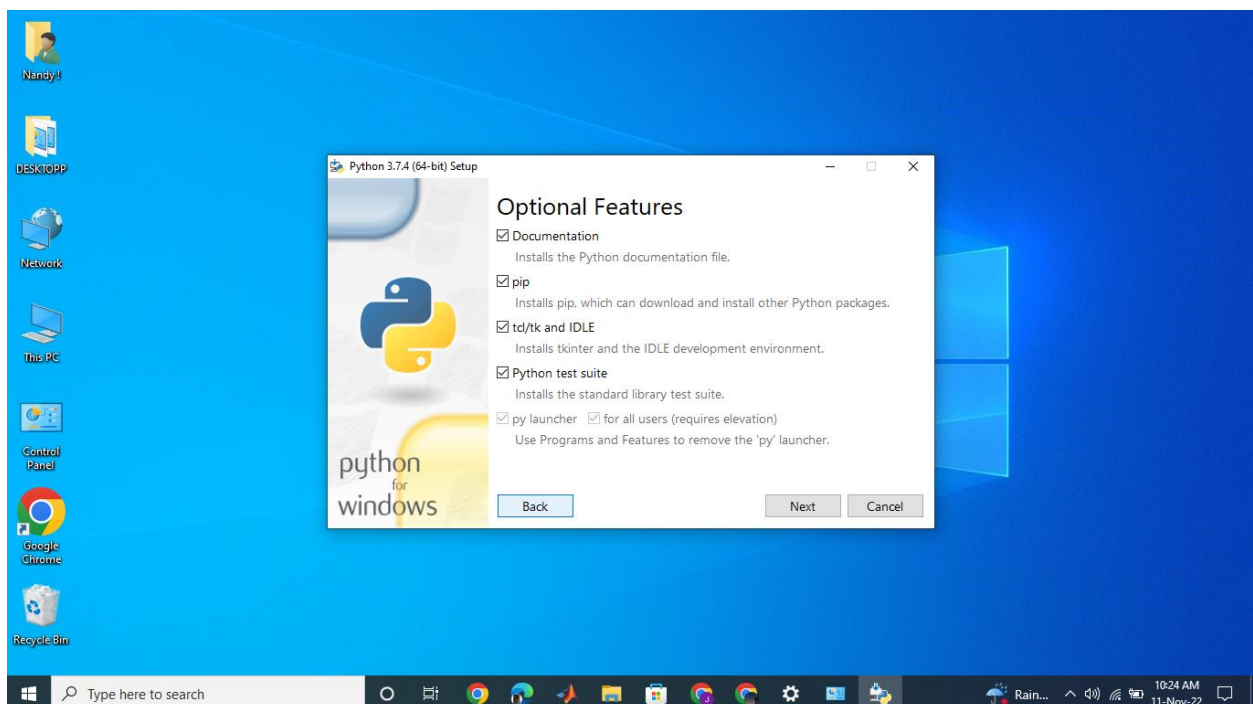 Nandy !
DESKTOPP
Network
This PC
Control
Panel
Google
Chrome
Recycle Bin
Python 3.7.4 (64-bit) Setup
Optional Features
Documentation
Installs the Python documentation file.
pip
Installs pip, which can download and install other Python packages.
tcl/tk and IDLE
Installs tkinter and the IDLE development environment.
Python test suite
Installs the standard library test suite.
py launcher for all users (requires elevation)
Use Programs and Features to remove the 'py' launcher.
python
for
windows
Back Next Cancel
Type here to search
Rain...
10:24 AM
11-Nov-22